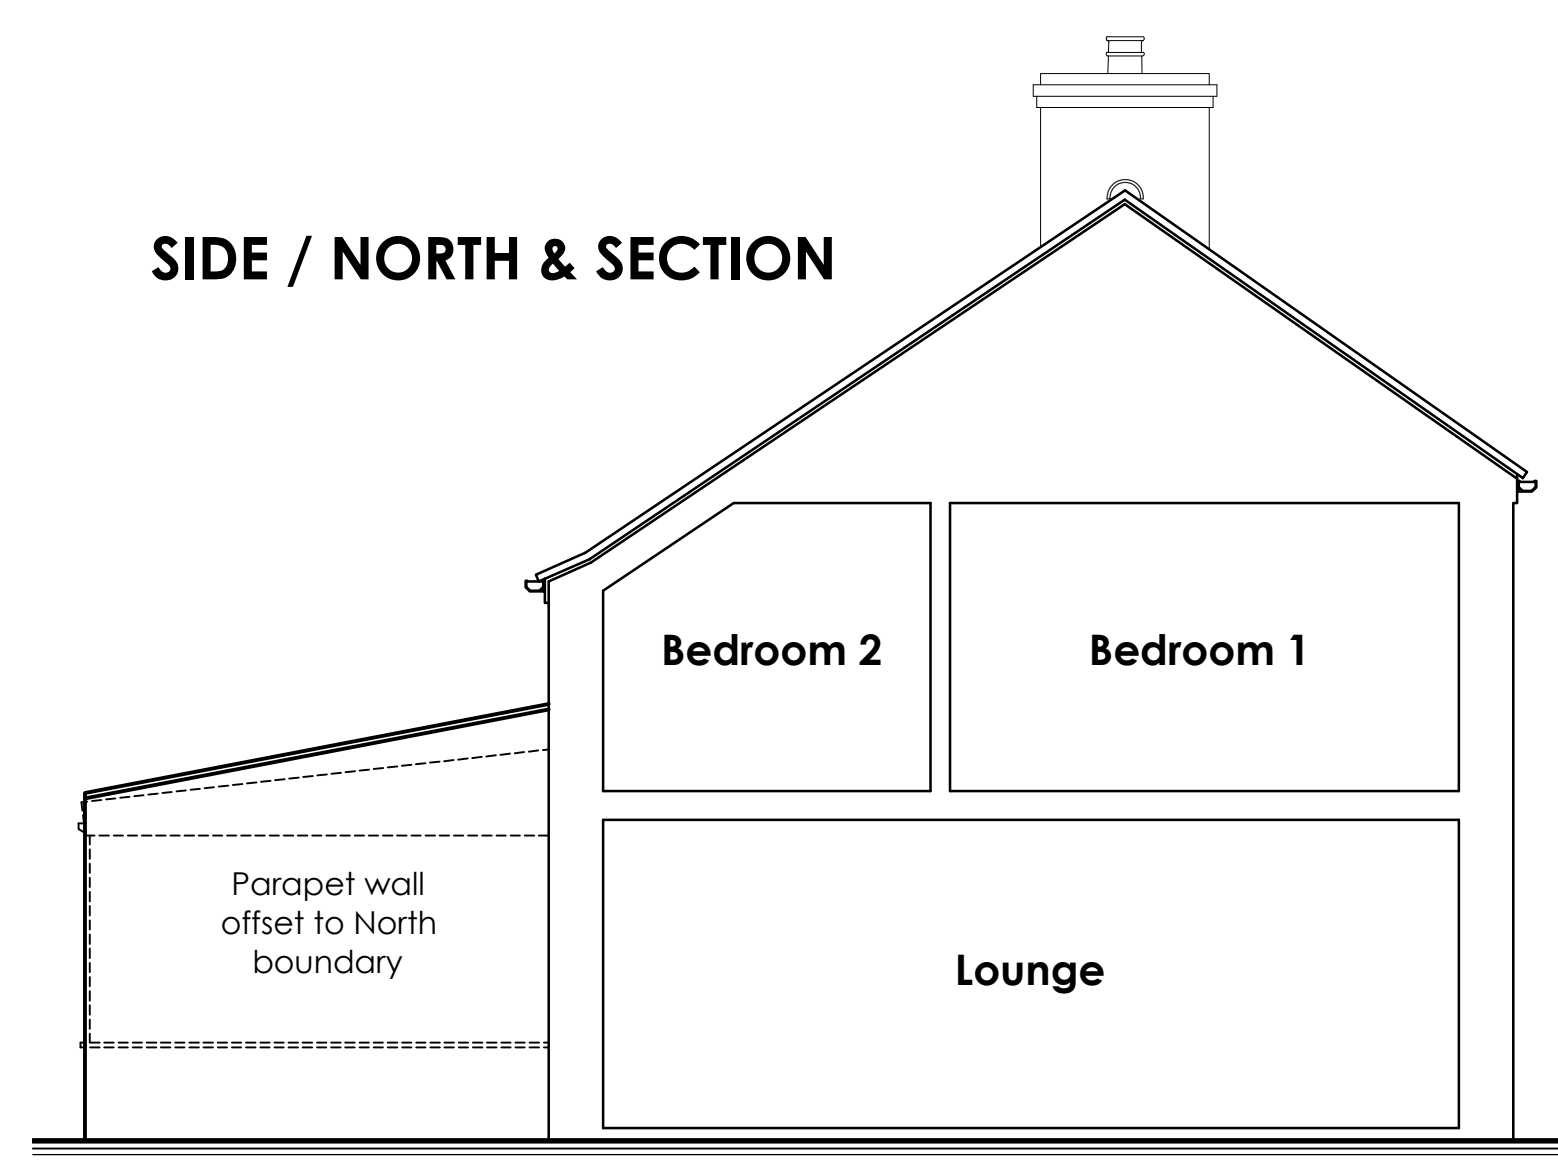 SIDE / NORTH & SECTION
Bedroom 2
Bedroom 1
Parapet wall
offset to North
boundary
Lounge